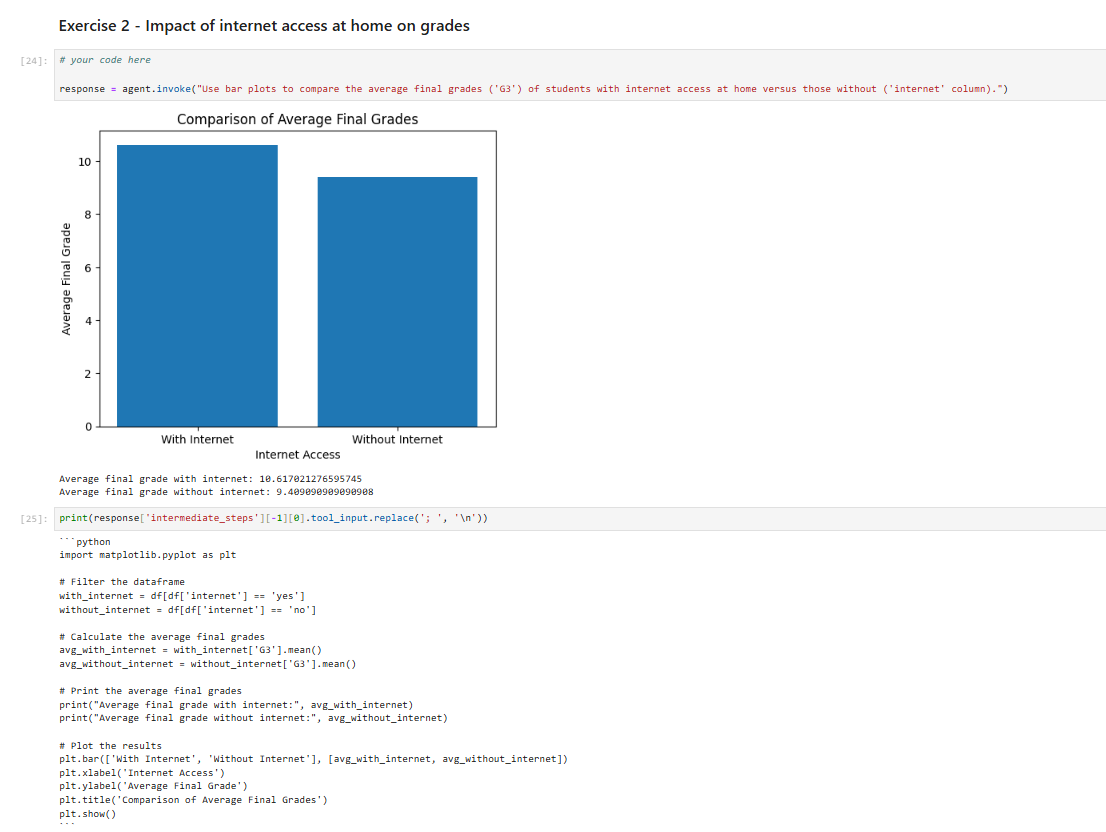 Exercise 2 - Impact of internet access at home on grades
[24]:
# your code here
response = agent.invoke("Use bar plots to compare the average final grades ('G3') of students with internet access at home versus those without ('internet' column).")
Comparison of Average Final Grades
10
8
6
4
2
0
Average Final Grade
With Internet
Without Internet
Internet Access
Average final grade with internet: 10.617021276595745
Average final grade without internet: 9.409090909090908
[25]:
print(response['intermediate_steps'][-1][0].tool_input.replace('; ', '\n'))
```python
import matplotlib.pyplot as plt
# Filter the dataframe
with_internet = df[df['internet'] == 'yes']
without_internet = df[df['internet'] == 'no']
# Calculate the average final grades
avg_with_internet = with_internet['G3'].mean()
avg_without_internet = without_internet['G3'].mean()
# Print the average final grades
print("Average final grade with internet:", avg_with_internet)
print("Average final grade without internet:", avg_without_internet)
# Plot the results
plt.bar(['With Internet', 'Without Internet'], [avg_with_internet, avg_without_internet])
plt.xlabel('Internet Access')
plt.ylabel('Average Final Grade')
plt.title('Comparison of Average Final Grades')
plt.show()
```